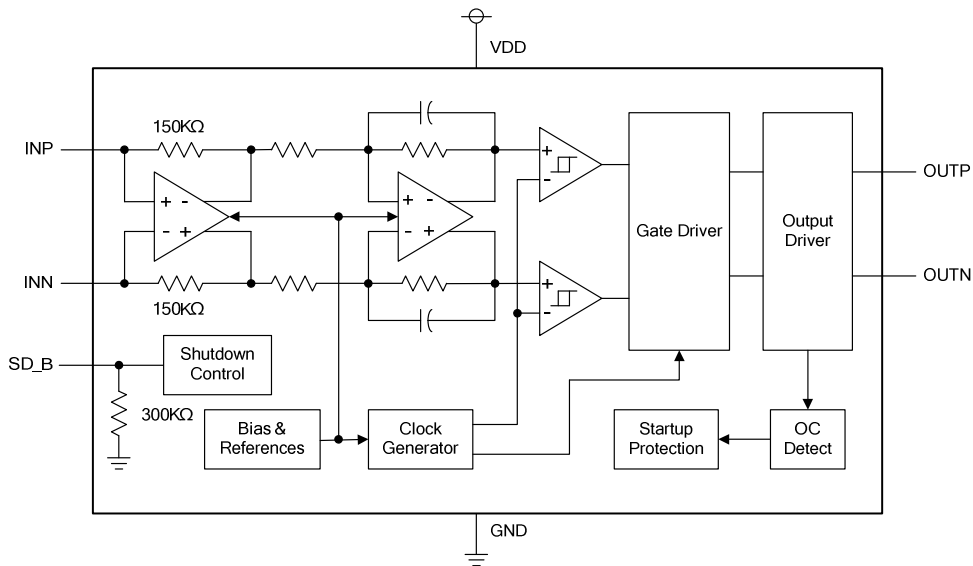 VDD
150KΩ
INP
+ -
- +
+ -
- +
+
-
Gate Driver
Output
Driver
OUTP
INN
150KΩ
+
-
OUTN
SD_B
Shutdown
Control
300KΩ
Bias &
References
Clock
Generator
Startup
Protection
OC
Detect
GND